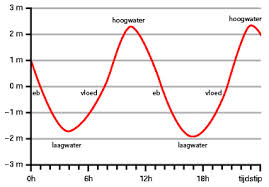 3 m
hoogwater
hoogwater
2 m
1 m
0 m
eb
vloed
eb
vloed
−1 m
−2 m
laagwater
laagwater
−3 m
0h
6h
12h
18h
tijdstip